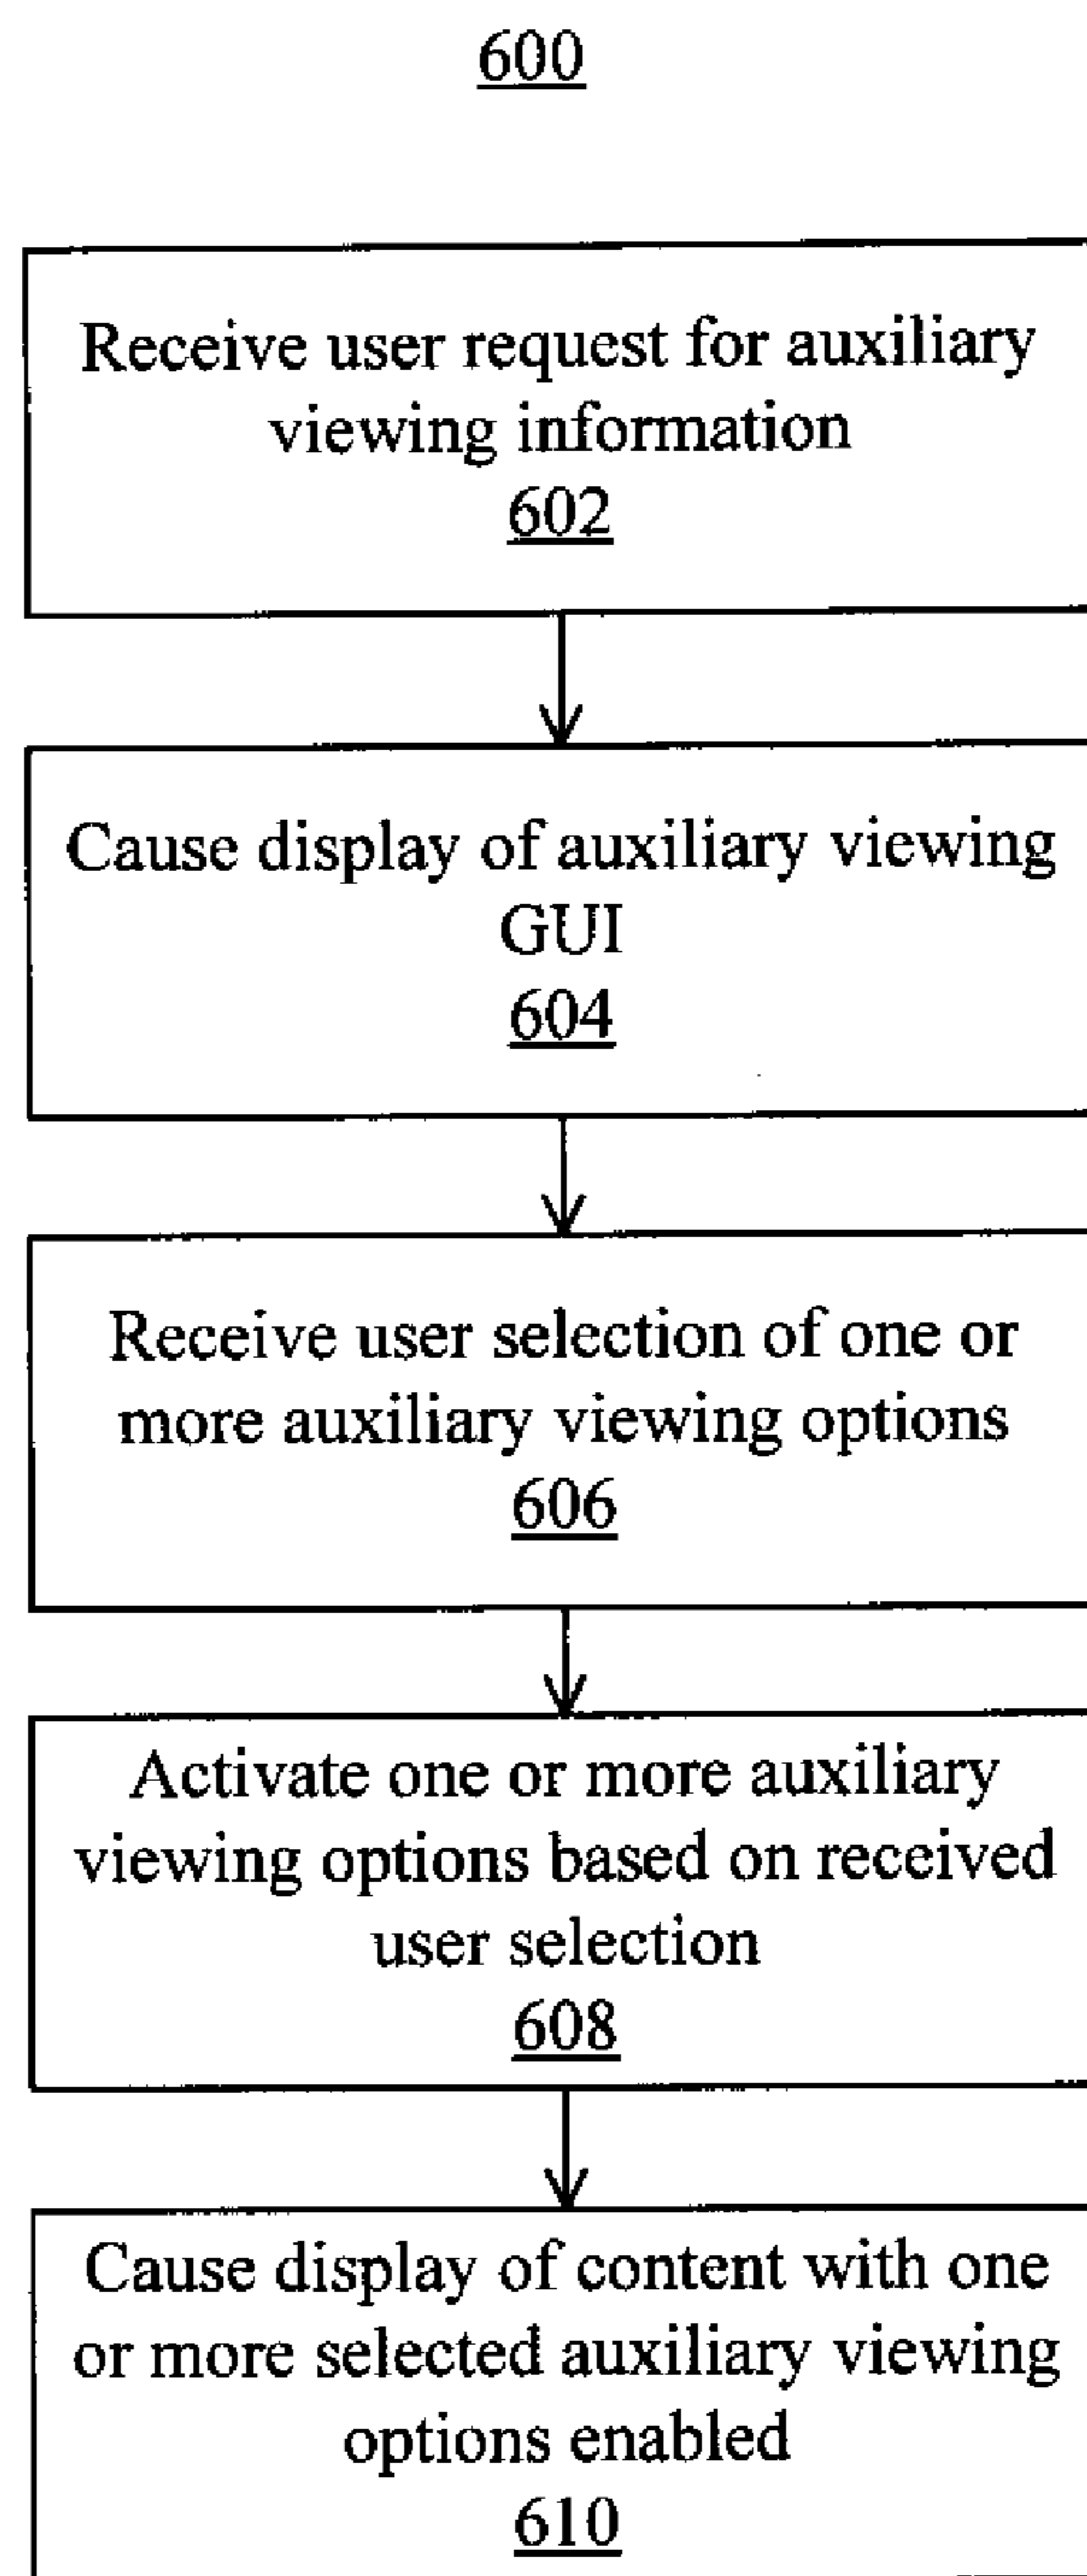 600
Receive user request for auxiliary
viewing information
602
Cause display of auxiliary viewing
GUI
604
Receive user selection of one or
more auxiliary viewing options
606
Activate one or more auxiliary
viewing options based on received
user selection
608
Cause display of content with one
or more selected auxiliary viewing
options enabled
610